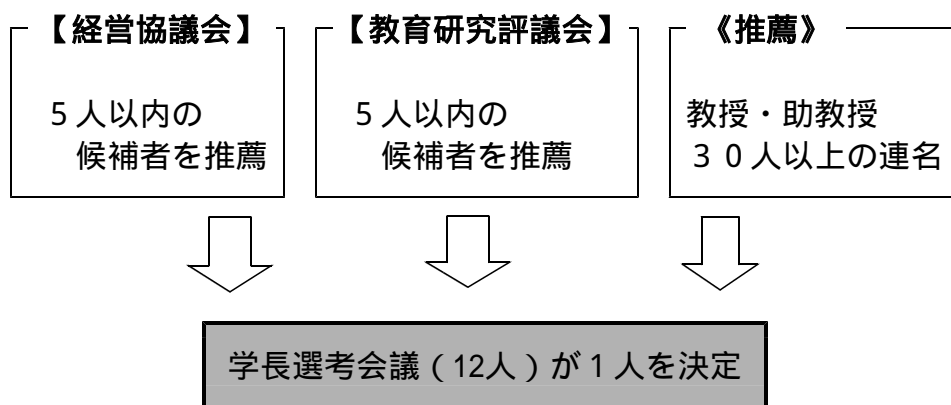 【経営協議会】
５人以内の
候補者を推薦
【教育研究評議会】
５人以内の
候補者を推薦
《推薦》
教授・助教授
３０人以上の連名
学長選考会議（12人）が１人を決定